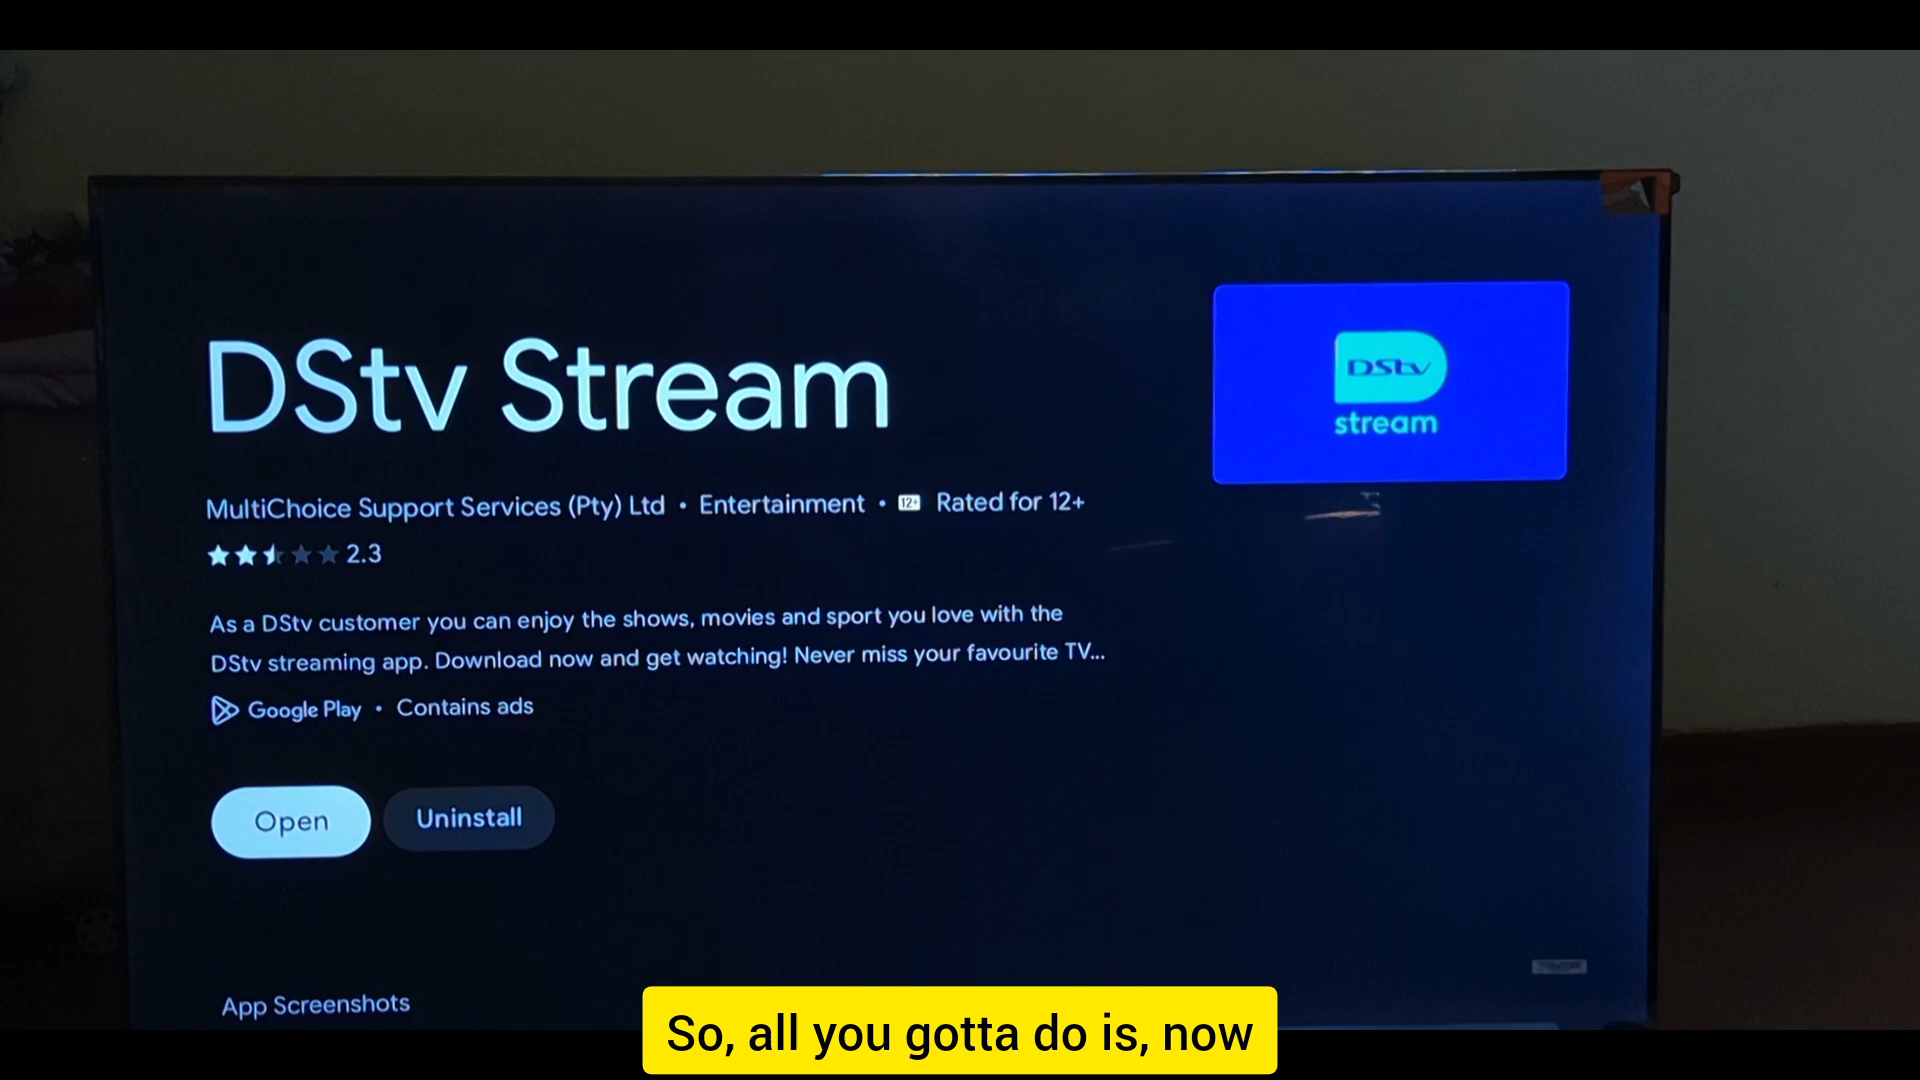 DStv Stream
DStv
stream
MultiChoice Support Services (Pty) Ltd • Entertainment • 12+ Rated for 12+
2.3
As a DStv customer you can enjoy the shows, movies and sport you love with the
DStv streaming app. Download now and get watching! Never miss your favourite TV...
Google Play • Contains ads
Open Uninstall
App Screenshots
So, all you gotta do is, now